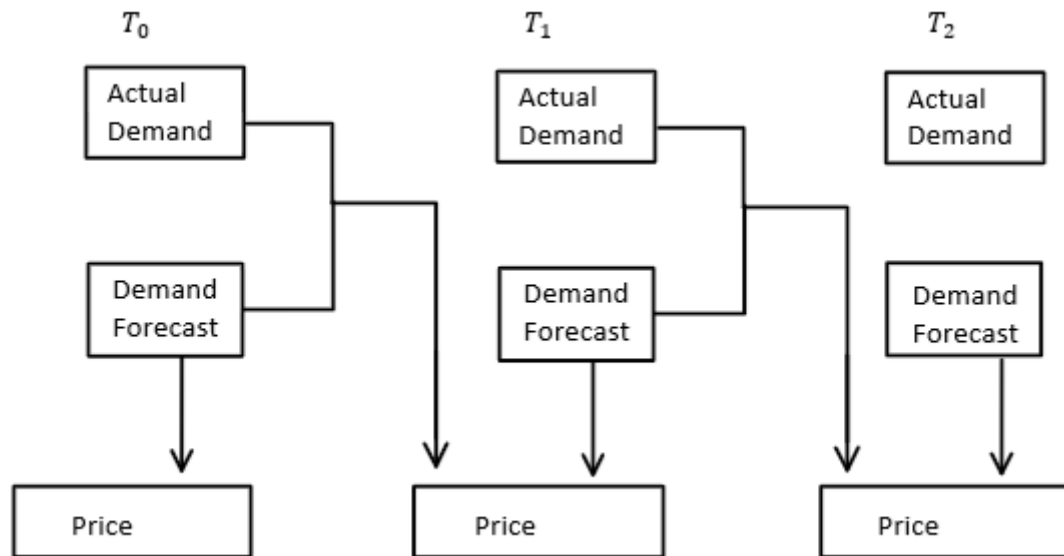 T₀
T₁
T₂
Actual
Demand
Actual
Demand
Actual
Demand
Demand
Forecast
Demand
Forecast
Demand
Forecast
Price
Price
Price